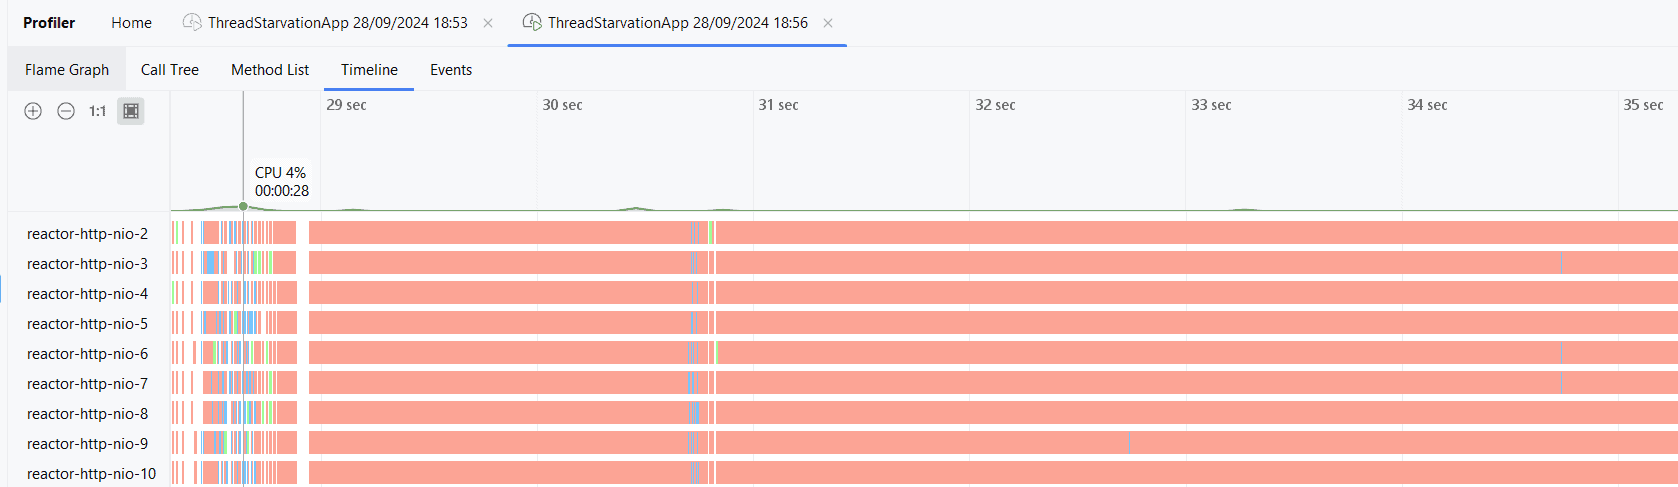 Profiler Home ThreadStarvationApp 28/09/2024 18:53 × ThreadStarvationApp 28/09/2024 18:56 ×
Flame Graph Call Tree Method List Timeline Events
1:1 29 sec 30 sec 31 sec 32 sec 33 sec 34 sec 35 sec
CPU 4%
00:00:28
reactor-http-nio-2
reactor-http-nio-3
reactor-http-nio-4
reactor-http-nio-5
reactor-http-nio-6
reactor-http-nio-7
reactor-http-nio-8
reactor-http-nio-9
reactor-http-nio-10